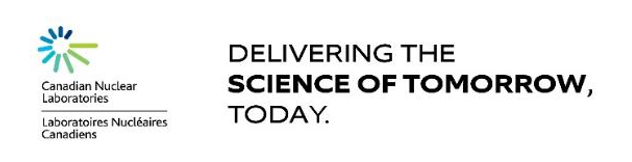 Canadian Nuclear
Laboratories
Laboratoires Nucléaires
Canadiens
DELIVERING THE
SCIENCE OF TOMORROW,
TODAY.